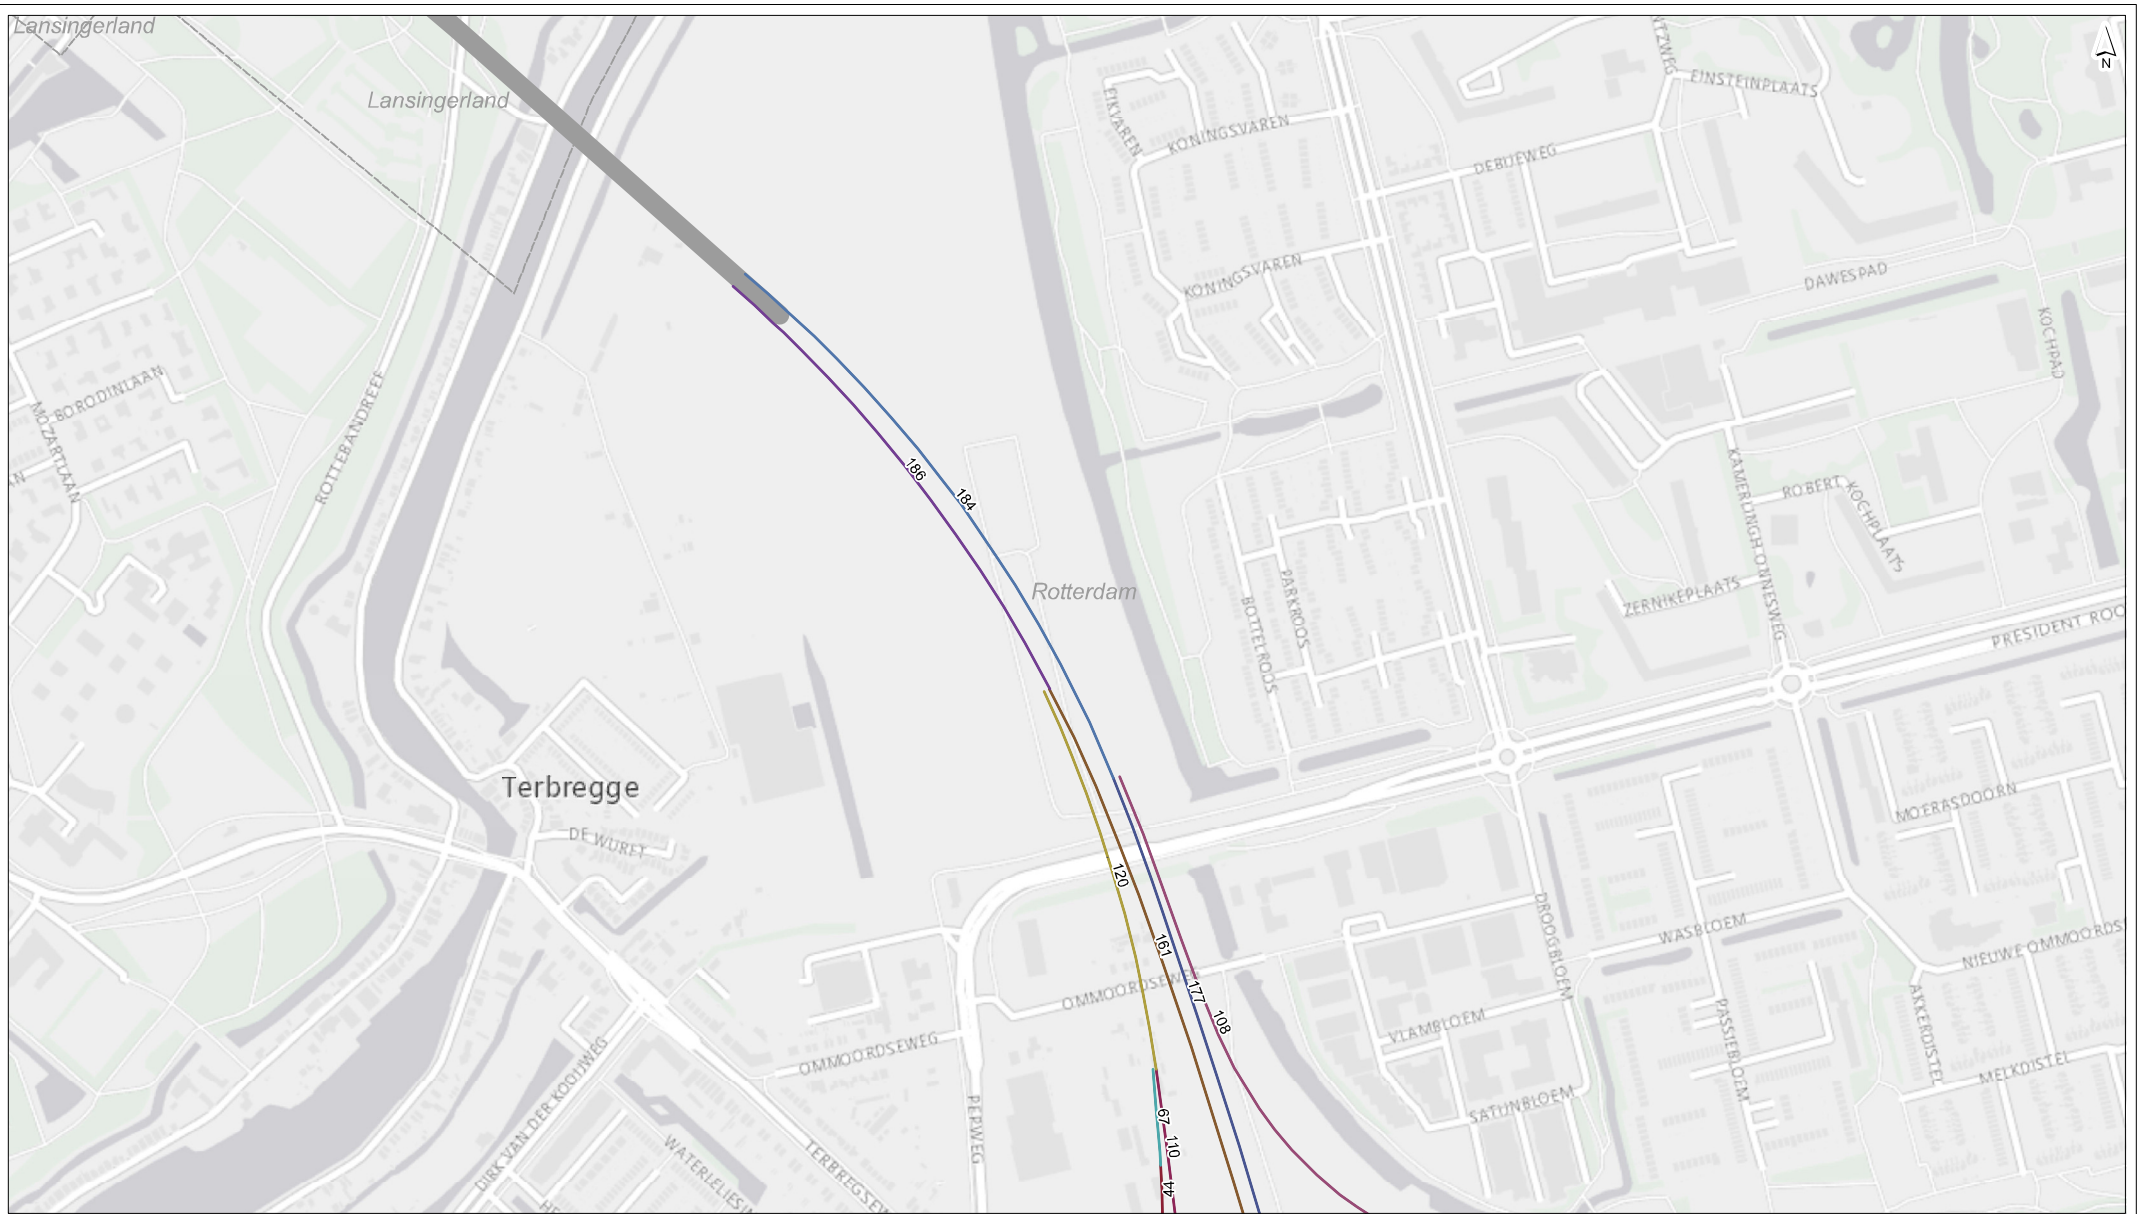 Lansingerland
N
EINSTEINPLAATS
Lansingerland
EIKVAREN
KONINGSVAREN
DEBIJEWEG
KONINGSVAREN
DAWESPAD
KOCHPAD
BORODINLAAN
MOZARTLAAN
ROTTEBANDREEF
186
184
KAMERLINGH ONNESWEG
ROBERT
KOCHPLAATS
Rotterdam
PARKROOS
BOTTELROOS
ZERNIKEPLAATS
PRESIDENT ROO
Terbregge
MOERASDOORN
DE WURFT
120
DROOGBLOEM
161
WASBLOEM
NIEUWE OMMOORDS
OMMOORDSEWEG
177
108
VLAMBLOEM
PASSIEBLOEM
AKKERDISTEL
OMMOORDSEWEG
MELKDISTEL
DIRK VAN DER KOOIJWEG
PEPWEG
67
110
SATIJNBLOEM
WATERLELIESI
TERBREGSEW
44
HE